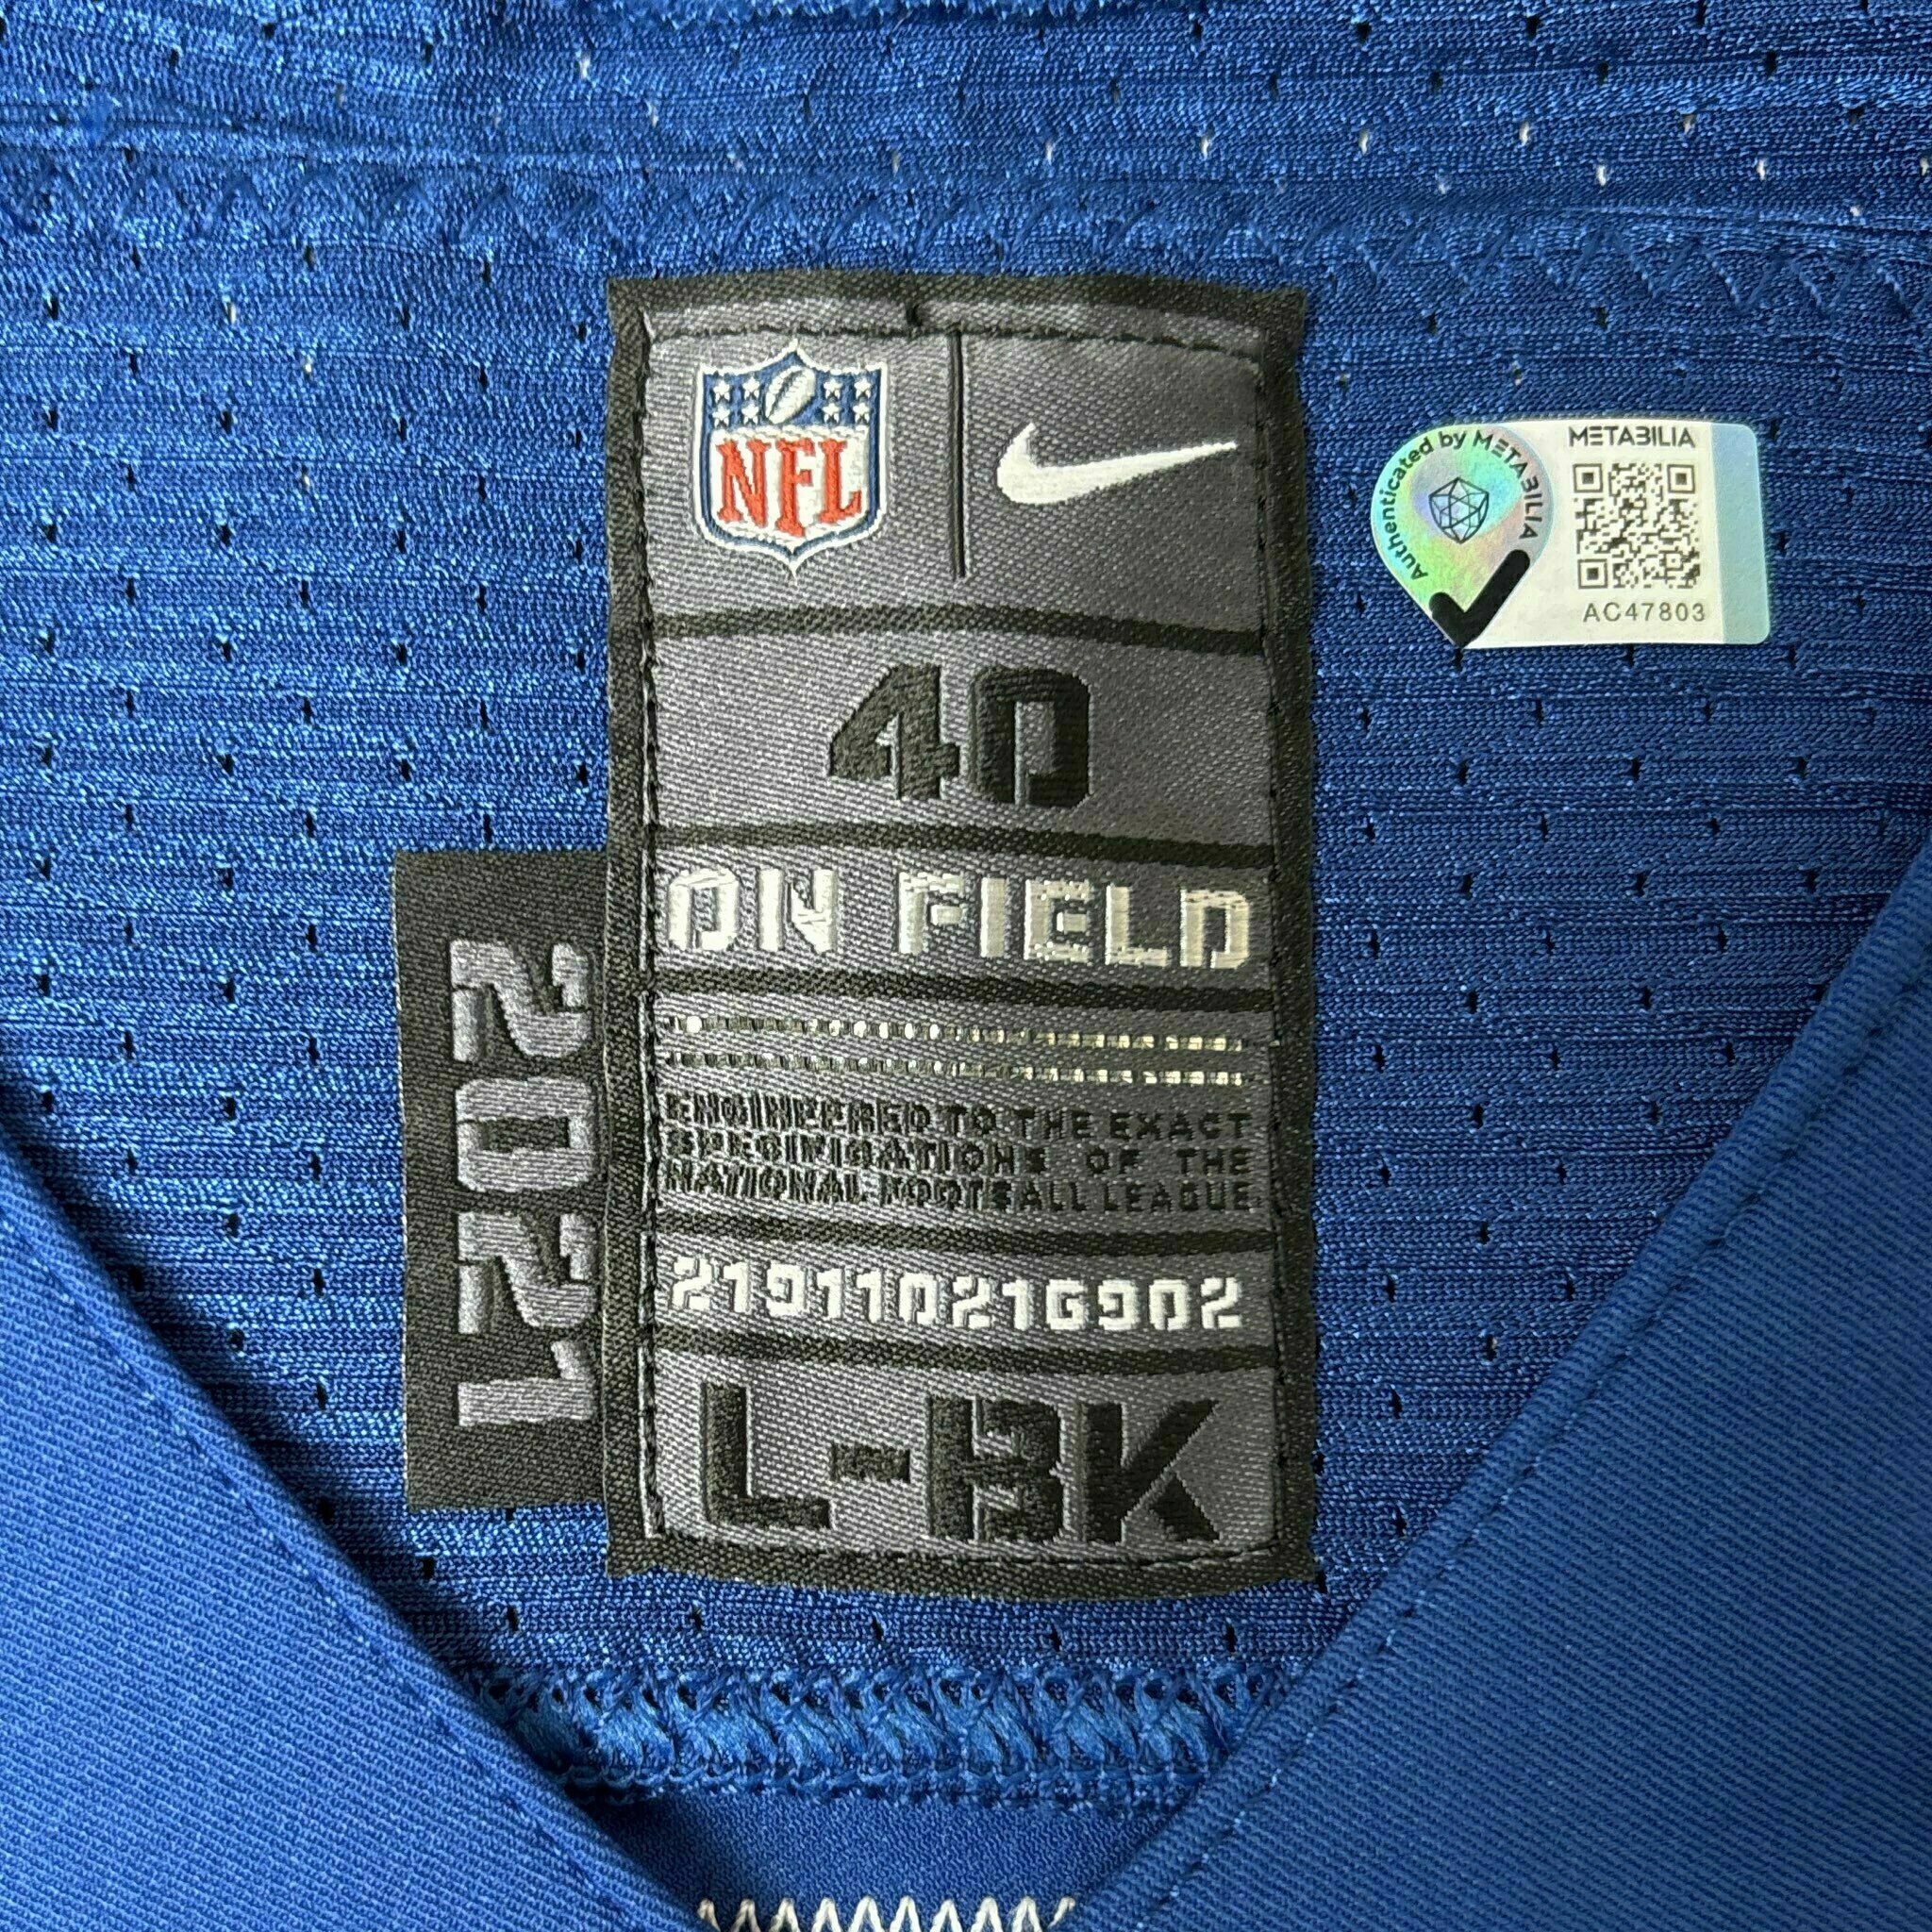 NFL
Authenticated by METABILIA
METABILIA
AC47803
40
ON FIELD
ENGINEERED TO THE EXACT
SPECIFICATIONS OF THE
NATIONAL FOOTBALL LEAGUE
219110216902
L-BK
2021